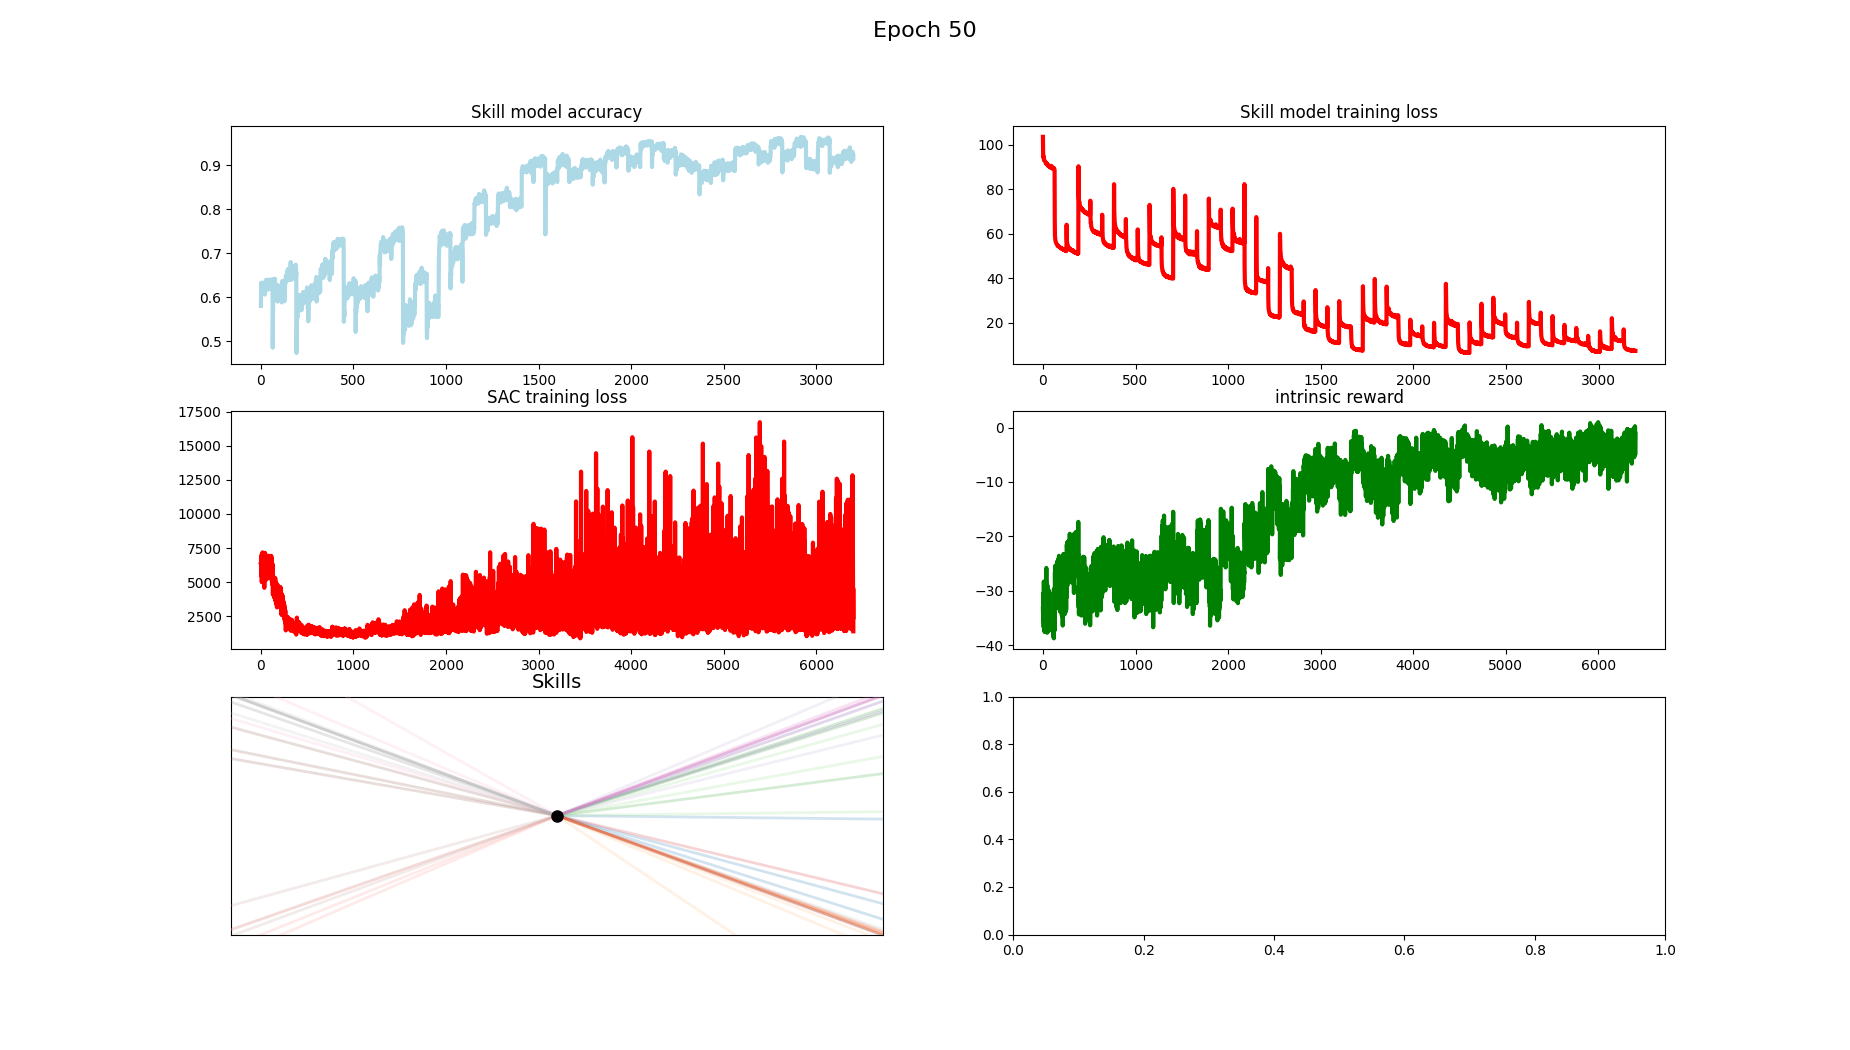 Epoch 50
Skill model accuracy
0.9
0.8
0.7
0.6
0.5
0 500 1000 1500 2000 2500 3000
Skill model training loss
100
80
60
40
20
0 500 1000 1500 2000 2500 3000
SAC training loss
17500
15000
12500
10000
7500
5000
2500
0 1000 2000 3000 4000 5000 6000
intrinsic reward
0
−10
−20
−30
−40
0 1000 2000 3000 4000 5000 6000
Skills
1.0
0.8
0.6
0.4
0.2
0.0
0.0 0.2 0.4 0.6 0.8 1.0